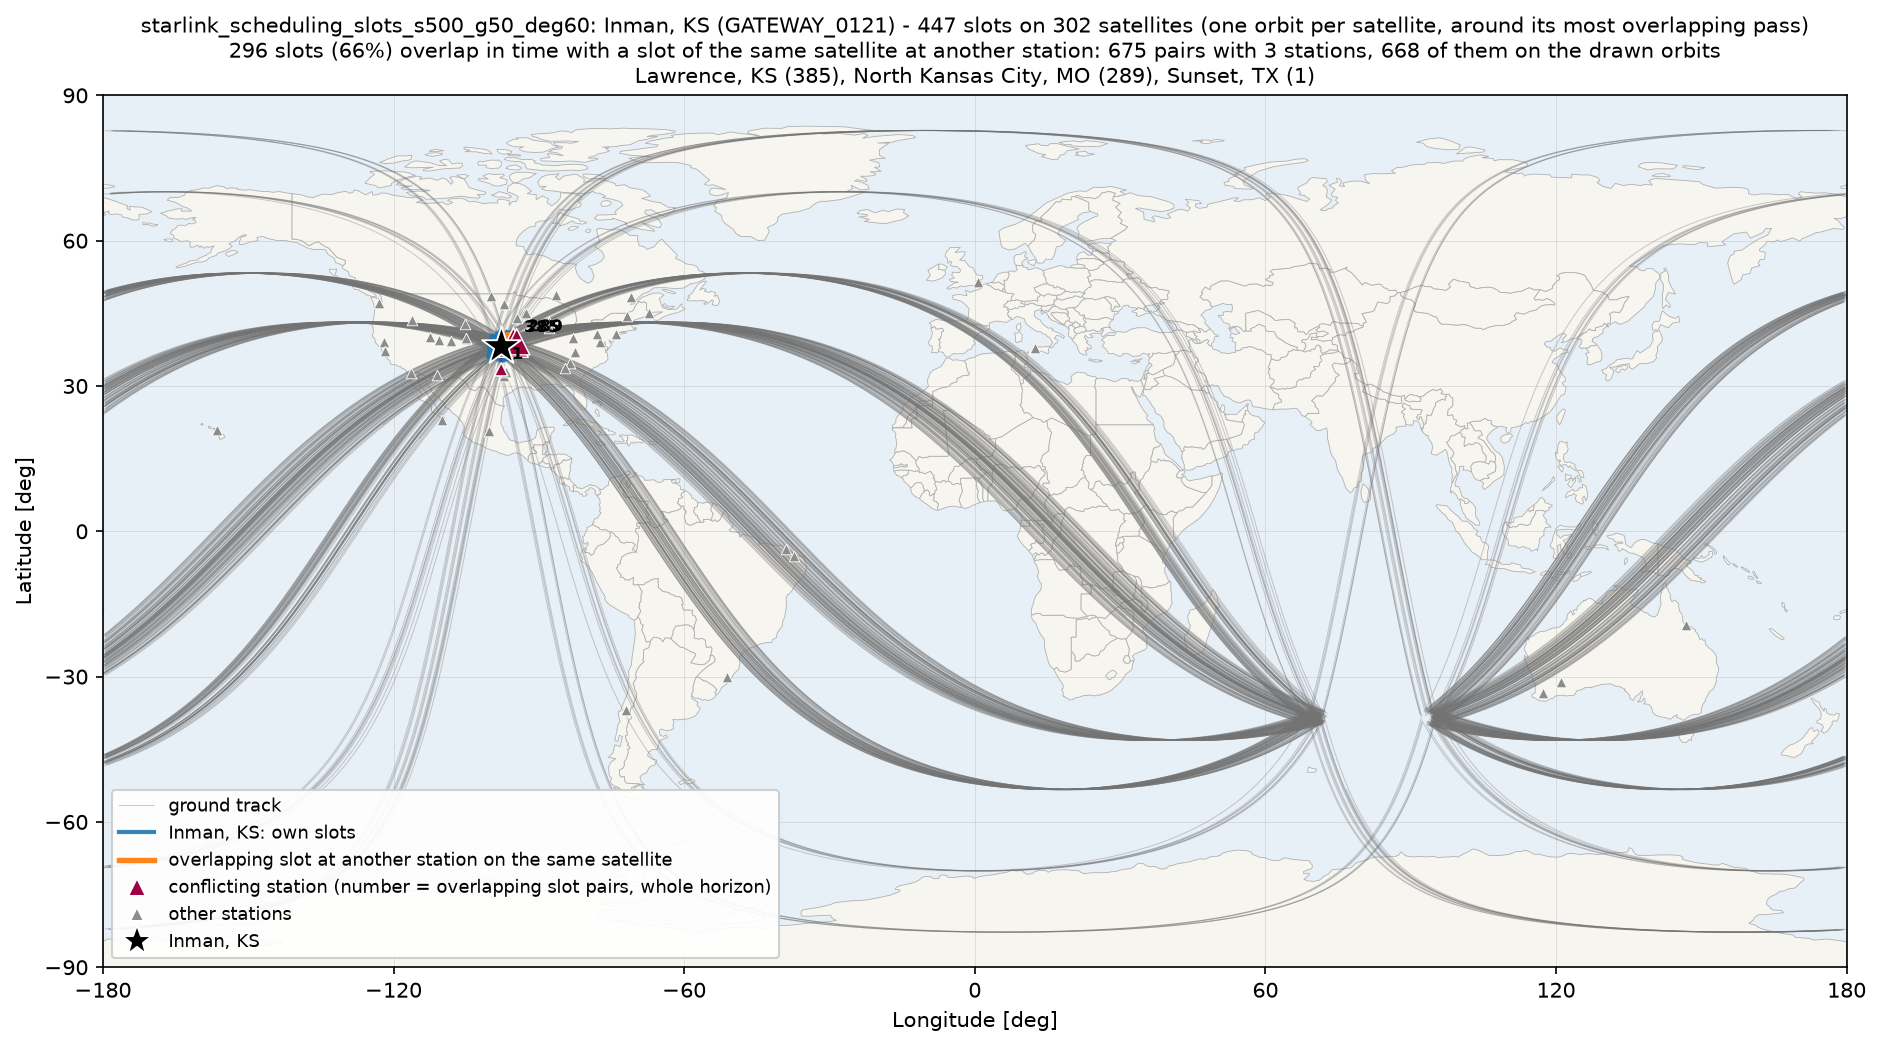 starlink_scheduling_slots_s500_g50_deg60: Inman, KS (GATEWAY_0121) - 447 slots on 302 satellites (one orbit per satellite, around its most overlapping pass)
296 slots (66%) overlap in time with a slot of the same satellite at another station: 675 pairs with 3 stations, 668 of them on the drawn orbits
Lawrence, KS (385), North Kansas City, MO (289), Sunset, TX (1)
90
60
30
0
−30
−60
−90
Latitude [deg]
1
ground track
Inman, KS: own slots
overlapping slot at another station on the same satellite
conflicting station (number = overlapping slot pairs, whole horizon)
other stations
Inman, KS
−180
−120
−60
0
60
120
180
Longitude [deg]